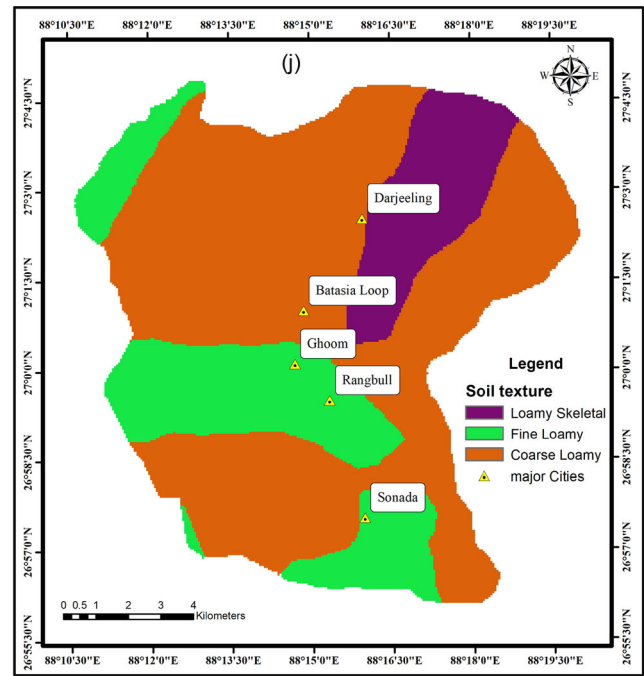 88°10'30"E 88°12'0"E 88°13'30"E 88°15'0"E 88°16'30"E 88°18'0"E 88°19'30"E
(j)
N
W E
S
27°4'30"N 27°4'30"N
27°3'0"N 27°3'0"N
Darjeeling
27°1'30"N 27°1'30"N
Batasia Loop
Ghoom
27°0'0"N 27°0'0"N
Rangbull
Legend
Soil texture
Loamy Skeletal
Fine Loamy
Coarse Loamy
major Cities
26°58'30"N 26°58'30"N
Sonada
26°57'0"N 26°57'0"N
0 0.5 1 2 3 4
Kilometers
26°55'30"N 26°55'30"N
88°10'30"E 88°12'0"E 88°13'30"E 88°15'0"E 88°16'30"E 88°18'0"E 88°19'30"E